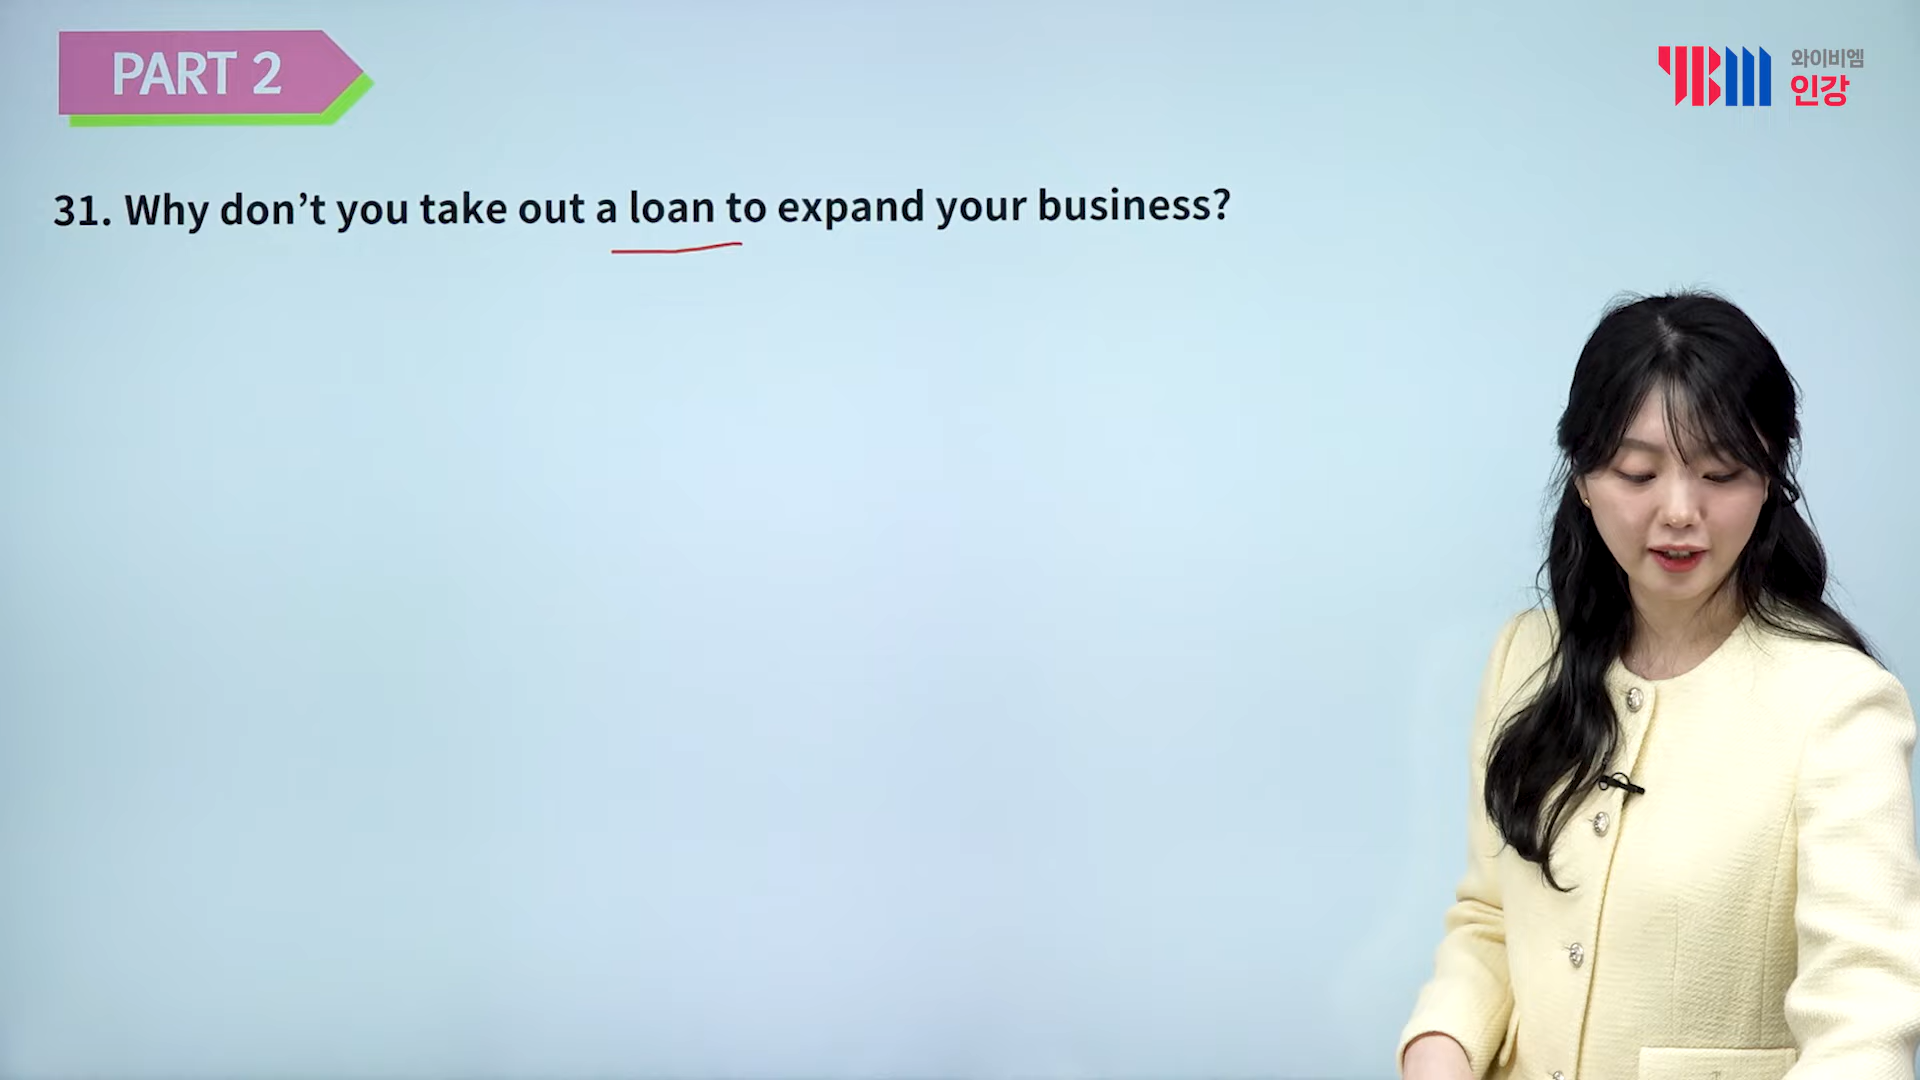 PART 2
YBM 와이비엠
인강
31. Why don’t you take out a loan to expand your business?